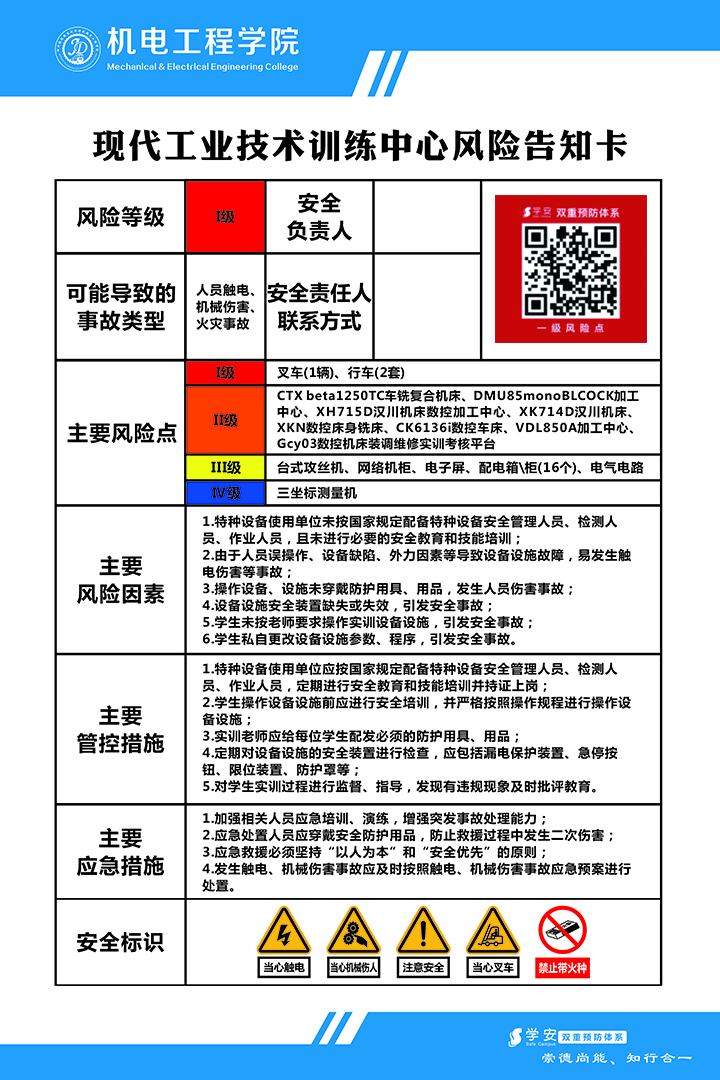 机电工程学院
Mechanical & Electrical Engineering College
现代工业技术训练中心风险告知卡
风险等级
I级
安全
负责人
学安 双重预防体系
一级风险点
可能导致的
事故类型
人员触电、
机械伤害、
火灾事故
安全责任人
联系方式
主要风险点
I级
叉车(1辆)、行车(2套)
II级
CTX beta1250TC车铣复合机床、DMU85monoBLCOCK加工
中心、XH715D汉川机床数控加工中心、XK714D汉川机床、
XKN数控床身铣床、CK6136i数控车床、VDL850A加工中心、
Gcy03数控机床装调维修实训考核平台
III级
台式攻丝机、网络机柜、电子屏、配电箱\柜(16个)、电气电路
IV级
三坐标测量机
主要
风险因素
1.特种设备使用单位未按国家规定配备特种设备安全管理人员、检测人
员、作业人员，且未进行必要的安全教育和技能培训；
2.由于人员误操作、设备缺陷、外力因素等导致设备设施故障，易发生触
电伤害等事故；
3.操作设备、设施未穿戴防护用具、用品，发生人员伤害事故；
4.设备设施安全装置缺失或失效，引发安全事故；
5.学生未按老师要求操作实训设备设施，引发安全事故；
6.学生私自更改设备设施参数、程序，引发安全事故。
主要
管控措施
1.特种设备使用单位应按国家规定配备特种设备安全管理人员、检测人
员、作业人员，定期进行安全教育和技能培训并持证上岗；
2.学生操作设备设施前应进行安全培训，并严格按照操作规程进行操作设
备设施；
3.实训老师应给每位学生配发必须的防护用具、用品；
4.定期对设备设施的安全装置进行检查，应包括漏电保护装置、急停按
钮、限位装置、防护罩等；
5.对学生实训过程进行监督、指导，发现有违规现象及时批评教育。
主要
应急措施
1.加强相关人员应急培训、演练，增强突发事故处理能力；
2.应急处置人员应穿戴安全防护用品，防止救援过程中发生二次伤害；
3.应急救援必须坚持“以人为本”和“安全优先”的原则；
4.发生触电、机械伤害事故应及时按照触电、机械伤害事故应急预案进行
处置。
安全标识
当心触电
当心机械伤人
注意安全
当心叉车
禁止带火种
学安 双重预防体系
Safe Campus
崇德尚能、知行合一